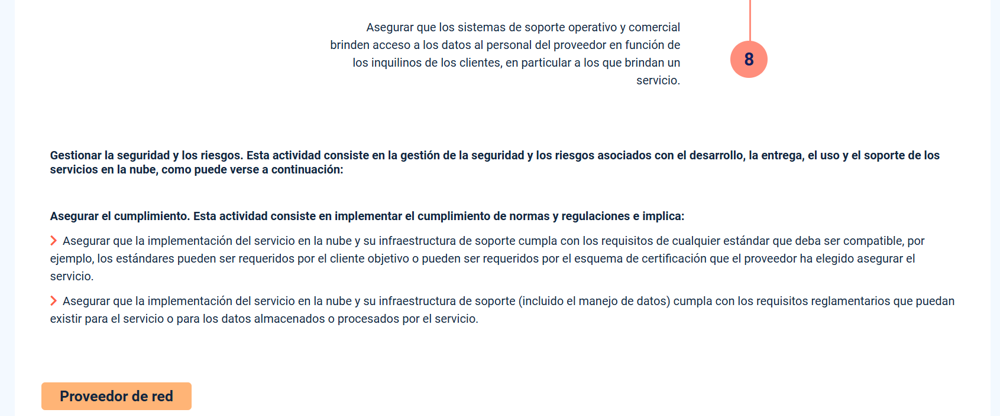 Asegurar que los sistemas de soporte operativo y comercial
brinden acceso a los datos al personal del proveedor en función de
los inquilinos de los clientes, en particular a los que brindan un
servicio.
8
Gestionar la seguridad y los riesgos. Esta actividad consiste en la gestión de la seguridad y los riesgos asociados con el desarrollo, la entrega, el uso y el soporte de los
servicios en la nube, como puede verse a continuación:
Asegurar el cumplimiento. Esta actividad consiste en implementar el cumplimiento de normas y regulaciones e implica:
Asegurar que la implementación del servicio en la nube y su infraestructura de soporte cumpla con los requisitos de cualquier estándar que deba ser compatible, por
ejemplo, los estándares pueden ser requeridos por el cliente objetivo o pueden ser requeridos por el esquema de certificación que el proveedor ha elegido asegurar el
servicio.
Asegurar que la implementación del servicio en la nube y su infraestructura de soporte (incluido el manejo de datos) cumpla con los requisitos reglamentarios que puedan
existir para el servicio o para los datos almacenados o procesados por el servicio.
Proveedor de red